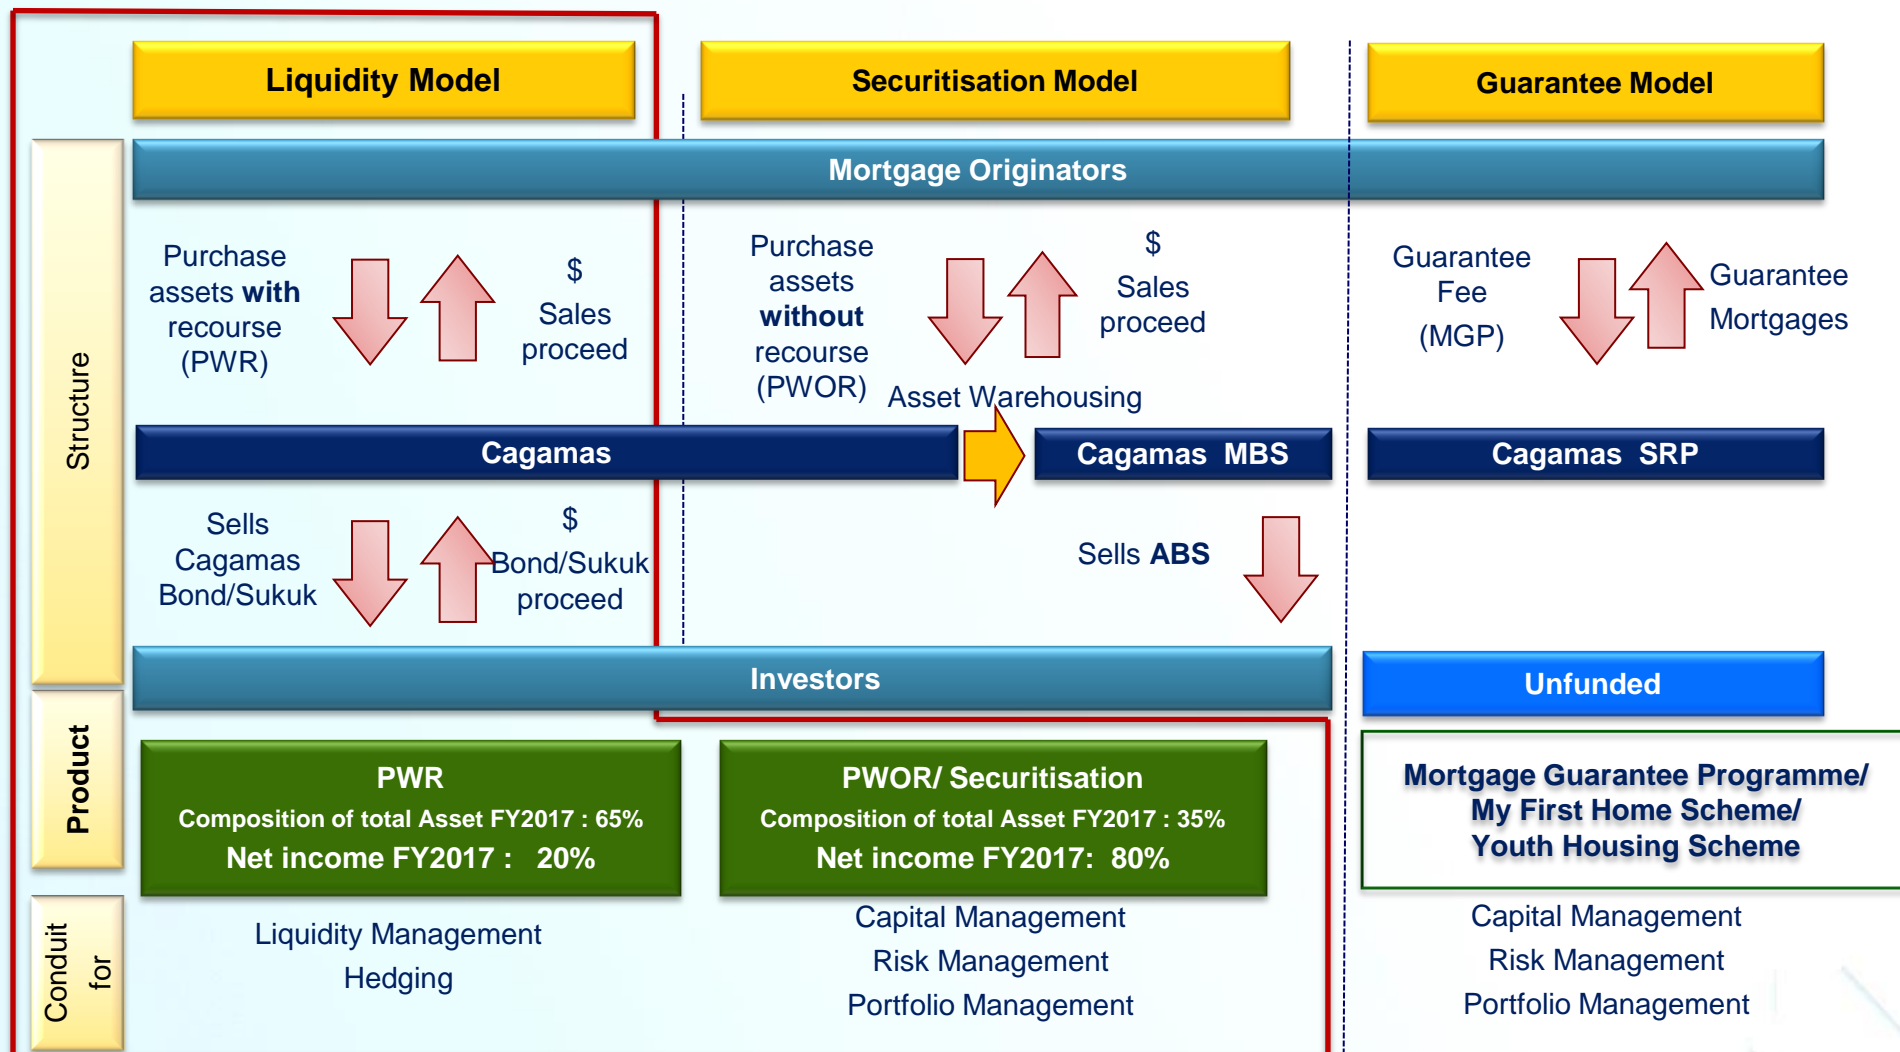 Liquidity Model
Securitisation Model
Guarantee Model
Structure
Mortgage Originators
Purchase
assets with
recourse
(PWR)
$
Sales
proceed
Purchase
assets
without
recourse
(PWOR)
$
Sales
proceed
Asset Warehousing
Guarantee
Fee
(MGP)
Guarantee
Mortgages
Cagamas
Cagamas MBS
Cagamas SRP
Sells
Cagamas
Bond/Sukuk
$
Bond/Sukuk
proceed
Sells ABS
Investors
Unfunded
Product
PWR
Composition of total Asset FY2017 : 65%
Net income FY2017 : 20%
PWOR/ Securitisation
Composition of total Asset FY2017 : 35%
Net income FY2017: 80%
Mortgage Guarantee Programme/
My First Home Scheme/
Youth Housing Scheme
Conduit
for
Liquidity Management
Hedging
Capital Management
Risk Management
Portfolio Management
Capital Management
Risk Management
Portfolio Management